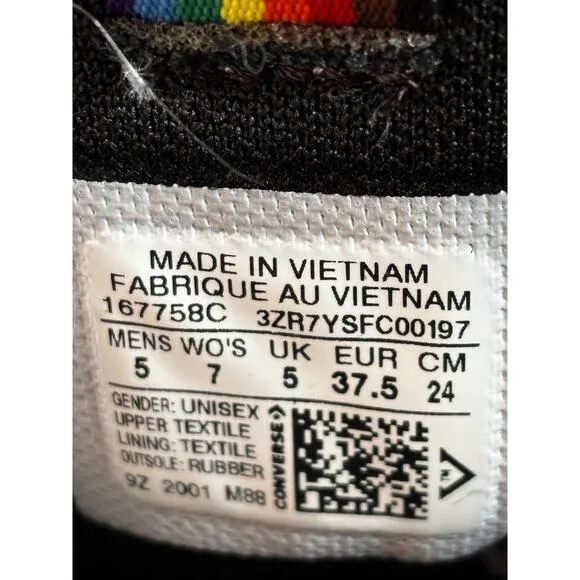 MADE IN VIETNAM
FABRIQUE AU VIETNAM
167758C 3ZR7YSFC00197
MENS WO'S UK EUR CM
5 7 5 37.5 24
GENDER: UNISEX
UPPER TEXTILE
LINING: TEXTILE
OUTSOLE: RUBBER
9Z 2001 M88
CONVERSE
TM